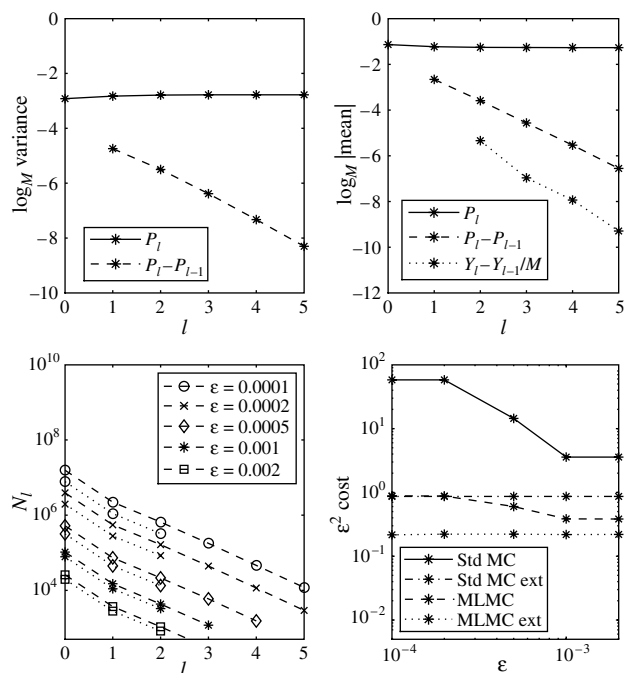 0
−2
−4
−6
−8
−10
log_M variance
P_l
P_l − P_{l−1}
0 1 2 3 4 5
l
0
−2
−4
−6
−8
−10
−12
log_M |mean|
P_l
P_l − P_{l−1}
Y_l − Y_{l−1}/M
0 1 2 3 4 5
l
10^10
10^8
10^6
10^4
N_l
ε = 0.0001
ε = 0.0002
ε = 0.0005
ε = 0.001
ε = 0.002
0 1 2 3 4 5
l
10^2
10^1
10^0
10^−1
10^−2
ε^2 cost
Std MC
Std MC ext
MLMC
MLMC ext
10^−4 10^−3
ε